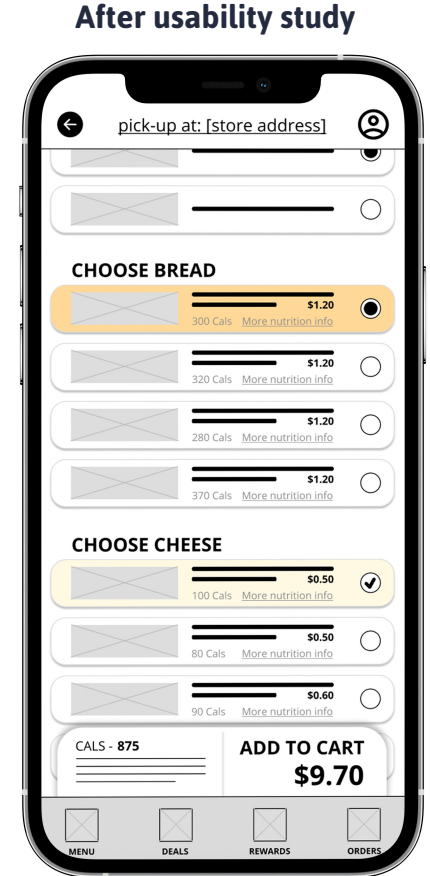 After usability study
pick-up at: [store address]
CHOOSE BREAD
$1.20
300 Cals More nutrition info
$1.20
320 Cals More nutrition info
$1.20
280 Cals More nutrition info
$1.20
370 Cals More nutrition info
CHOOSE CHEESE
$0.50
100 Cals More nutrition info
$0.50
80 Cals More nutrition info
$0.60
90 Cals More nutrition info
CALS - 875
ADD TO CART
$9.70
MENU DEALS REWARDS ORDERS